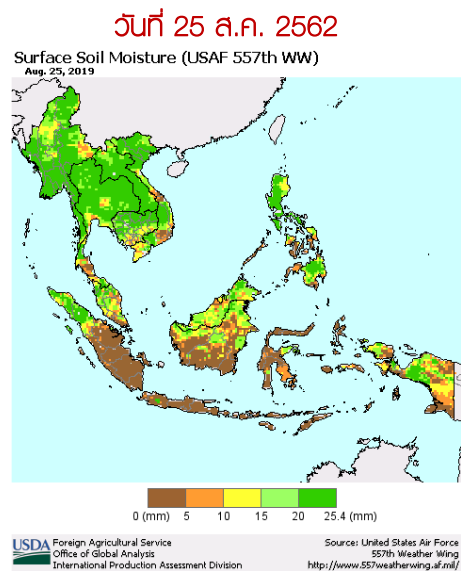 วันที่ 25 ส.ค. 2562
Surface Soil Moisture (USAF 557th WW)
Aug. 25, 2019
0 (mm) 5 10 15 20 25.4 (mm)
USDA Foreign Agricultural Service
Office of Global Analysis
International Production Assessment Division
Source: United States Air Force
557th Weather Wing
http://www.557weatherwing.af.mil/